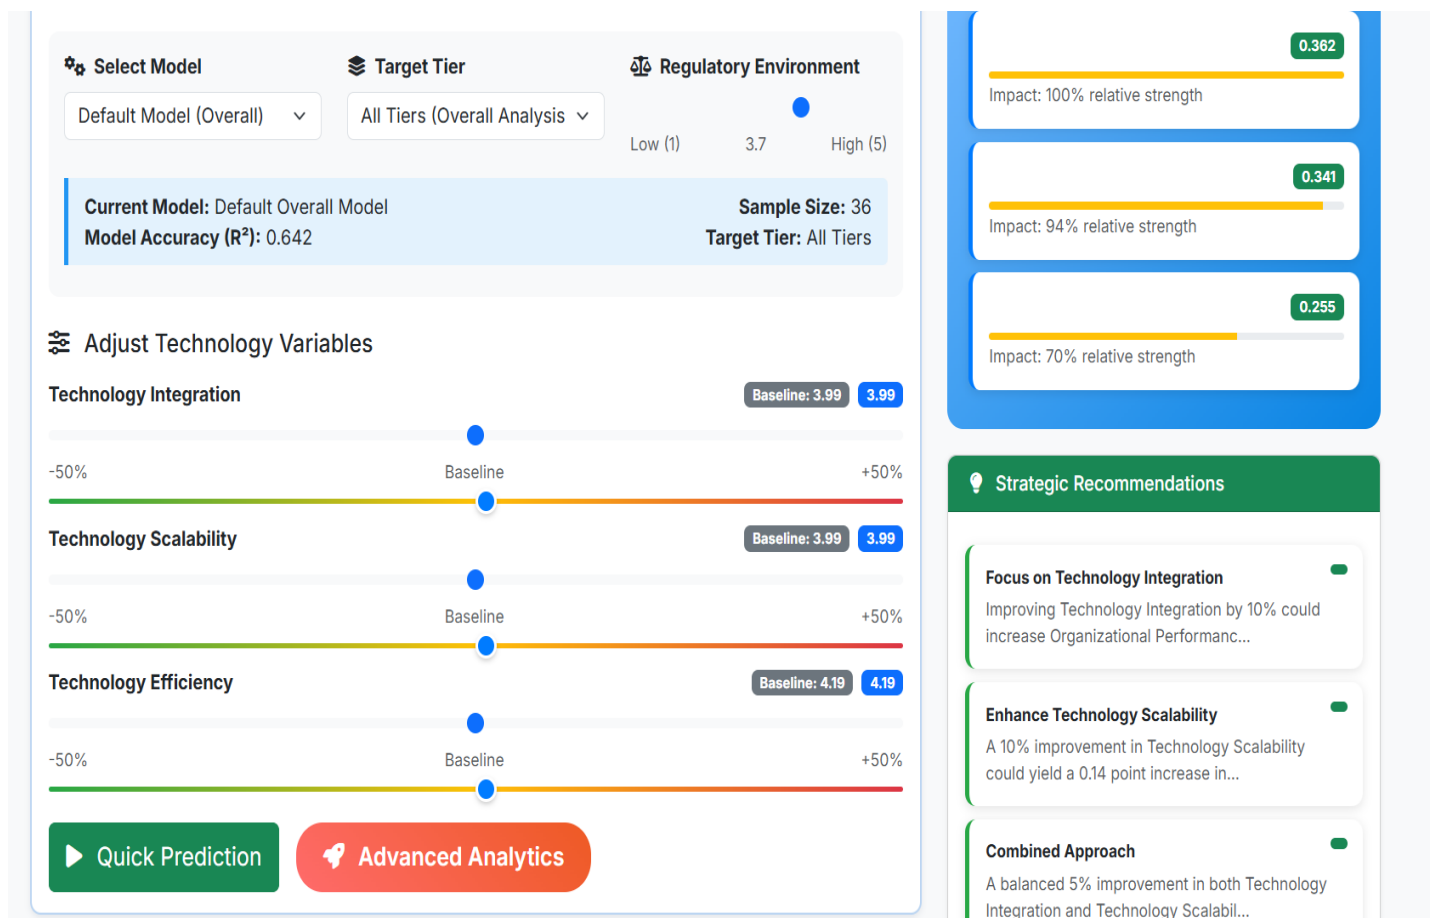 Select Model
Target Tier
Regulatory Environment
Default Model (Overall)
All Tiers (Overall Analysis
Low (1)
3.7
High (5)
Current Model: Default Overall Model
Sample Size: 36
Model Accuracy (R²): 0.642
Target Tier: All Tiers
Adjust Technology Variables
Technology Integration
Baseline: 3.99
3.99
-50%
Baseline
+50%
Technology Scalability
Baseline: 3.99
3.99
-50%
Baseline
+50%
Technology Efficiency
Baseline: 4.19
4.19
-50%
Baseline
+50%
Quick Prediction
Advanced Analytics
0.362
Impact: 100% relative strength
0.341
Impact: 94% relative strength
0.255
Impact: 70% relative strength
Strategic Recommendations
Focus on Technology Integration
Improving Technology Integration by 10% could
increase Organizational Performanc...
Enhance Technology Scalability
A 10% improvement in Technology Scalability
could yield a 0.14 point increase in...
Combined Approach
A balanced 5% improvement in both Technology
Integration and Technology Scalabil...